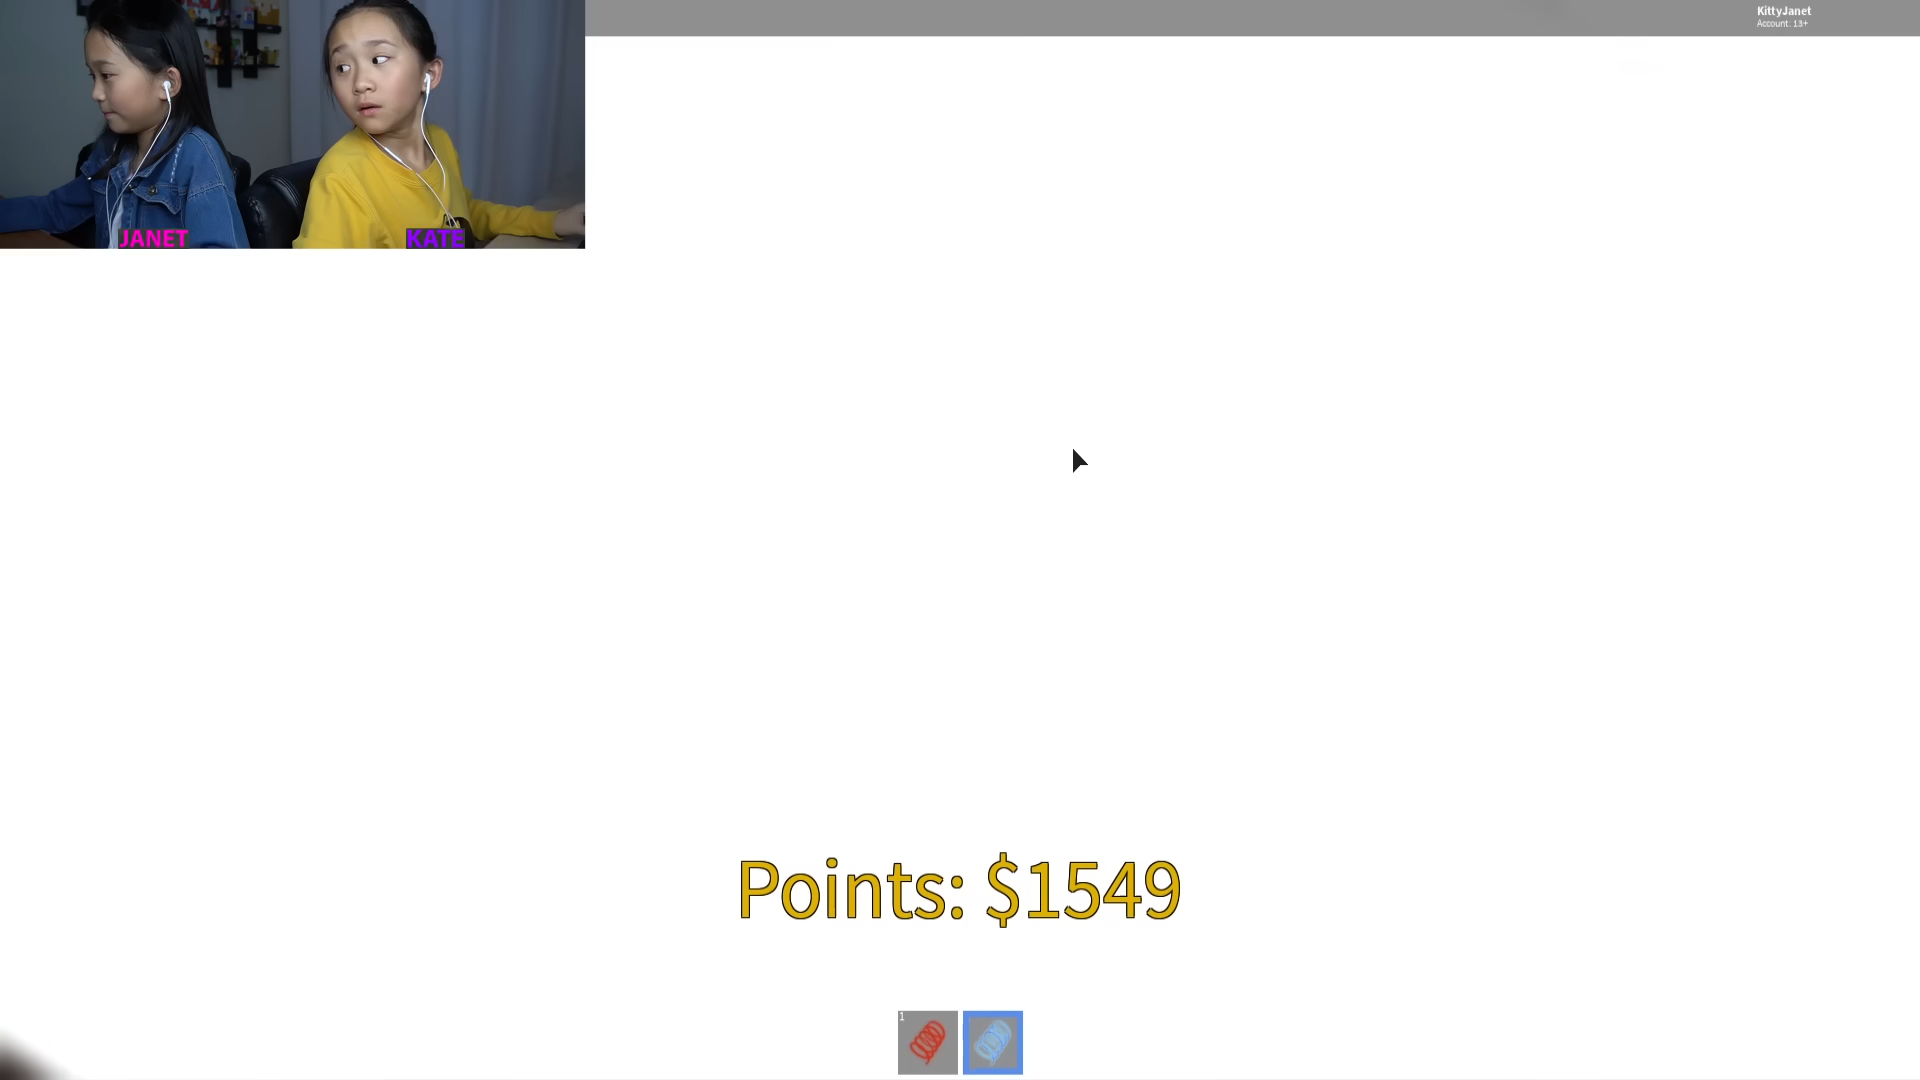 KittyJanet
Account: 13+
JANET
KATE
Points: $1549
1